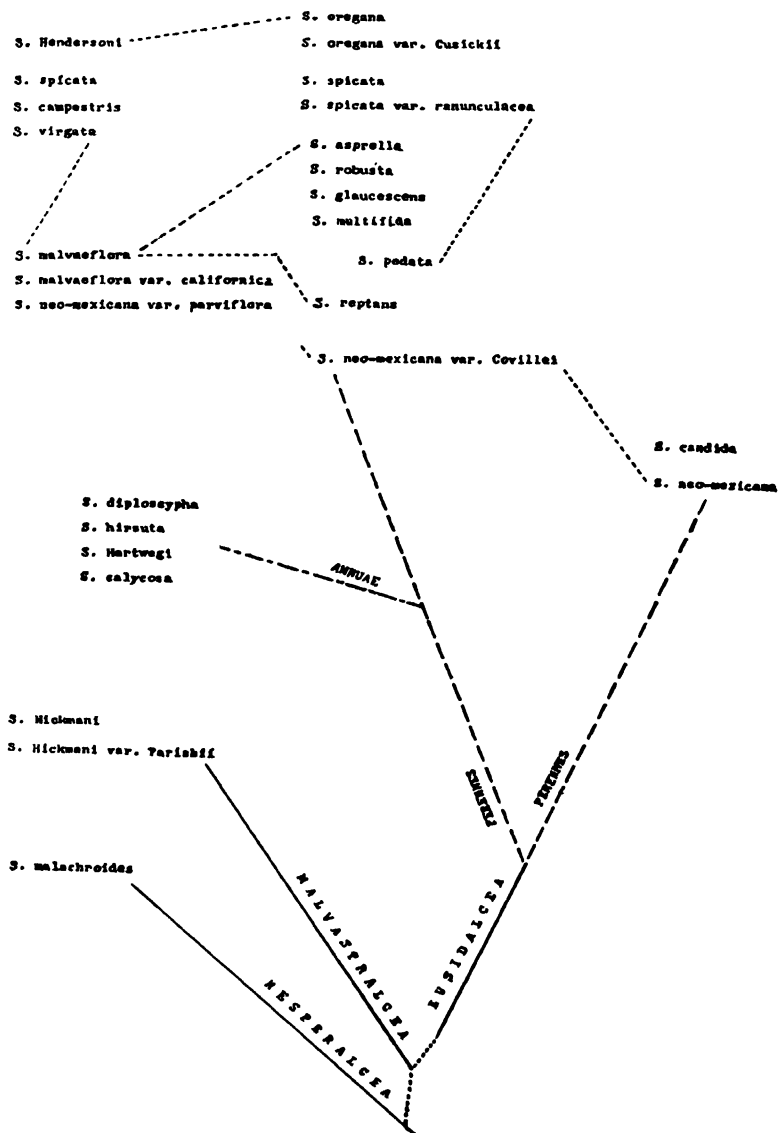 S. oregana
S. Hendersoni
S. oregana var. Cusickii
S. spicata
S. spicata
S. campestris
S. spicata var. ranunculacea
S. virgata
S. asprella
S. robusta
S. glaucescens
S. multifida
S. malvaeflora
S. pedata
S. malvaeflora var. californica
S. neo-mexicana var. parviflora
S. reptans
S. neo-mexicana var. Covillei
S. candida
S. neo-mexicana
S. diploscypha
S. hirsuta
S. Hartwegi
S. calycosa
ANNUAE
S. Hickmani
S. Hickmani var. Parishii
PERENNES
PERENNES
S. malachroides
MALVASTRALCEA
EUSIDALCEA
HESPERALCEA